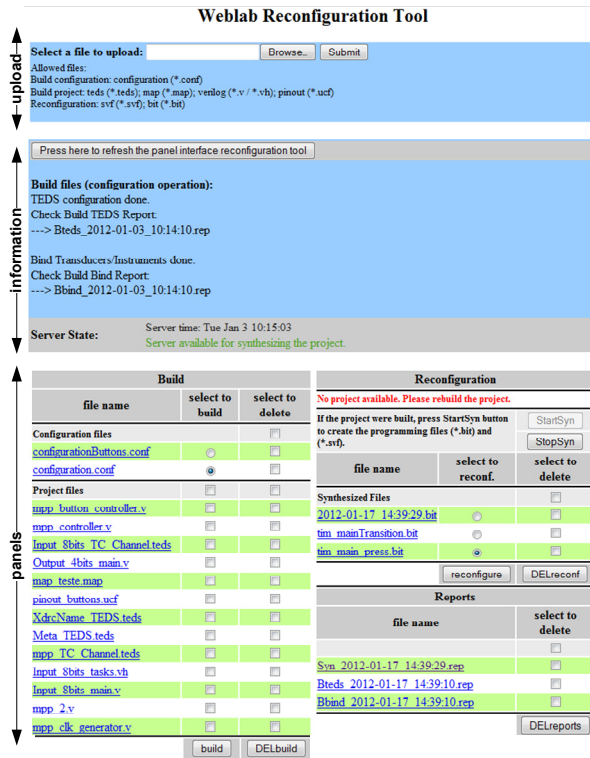 Weblab Reconfiguration Tool
upload
Select a file to upload: Browse... Submit
Allowed files:
Build configuration: configuration (*.conf)
Build project: teds (*.teds); map (*.map); verilog (*.v / *.vh); pinout (*.ucf)
Reconfiguration: svf (*.svf); bit (*.bit)
information
Press here to refresh the panel interface reconfiguration tool
Build files (configuration operation):
TEDS configuration done.
Check Build TEDS Report:
---> Bteds_2012-01-03_10:14:10.rep
Bind Transducers/Instruments done.
Check Build Bind Report:
---> Bbind_2012-01-03_10:14:10.rep
Server State:
Server time: Tue Jan 3 10:15:03
Server available for synthesizing the project.
panels
Build
file name
select to build
select to delete
Configuration files
configurationButtons.conf
configuration.conf
Project files
mpp_button_controller.v
mpp_controller.v
Input_8bits_TC_Channel.teds
Output_4bits_main.v
map_teste.map
pinout_buttons.ucf
XdrcName_TEDS.teds
Meta_TEDS.teds
mpp_TC_Channel.teds
Input_8bits_tasks.vh
Input_8bits_main.v
mpp_2.v
mpp_clk_generator.v
build DELbuild
Reconfiguration
No project available. Please rebuild the project.
If the project were built, press StartSyn button
to create the programming files (*.bit) and
(*.svf).
StartSyn
StopSyn
file name
select to reconf.
select to delete
Synthesized Files
2012-01-17_14:39:29.bit
tim_mainTransition.bit
tim_main_press.bit
reconfigure DELreconf
Reports
file name
select to delete
Syn_2012-01-17_14:39:29.rep
Bteds_2012-01-17_14:39:10.rep
Bbind_2012-01-17_14:39:10.rep
DELreports